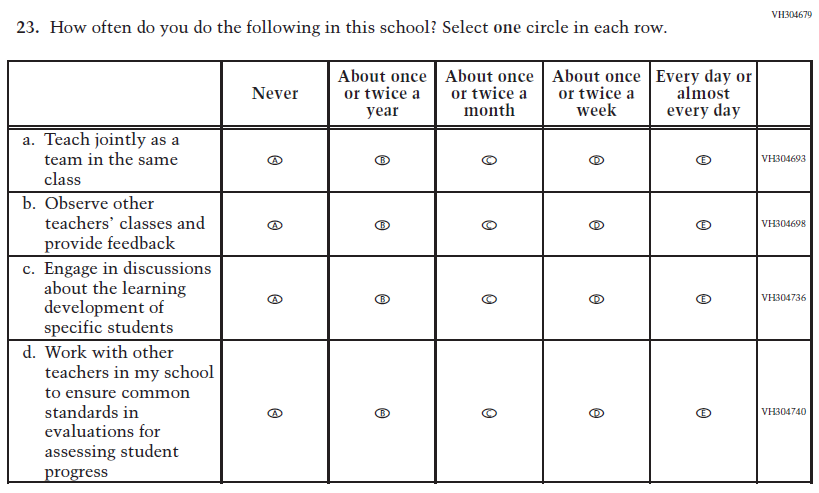 VH304679
23. How often do you do the following in this school? Select one circle in each row.
Never
About once
or twice a
year
About once
or twice a
month
About once
or twice a
week
Every day or
almost
every day
a. Teach jointly as a
team in the same
class
A B C D E VH304693
b. Observe other
teachers’ classes and
provide feedback
A B C D E VH304698
c. Engage in discussions
about the learning
development of
specific students
A B C D E VH304736
d. Work with other
teachers in my school
to ensure common
standards in
evaluations for
assessing student
progress
A B C D E VH304740